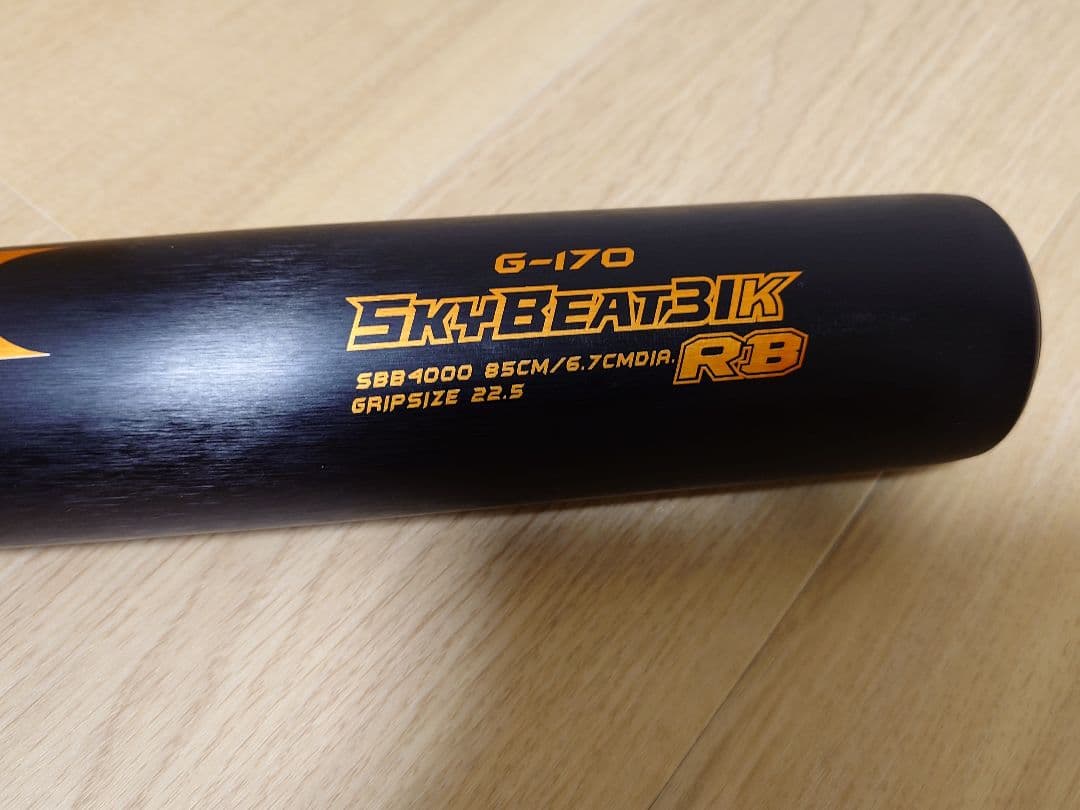 G-170
SKYBEAT31K
RB
SBB4000 85CM/6.7CMDIA.
GRIPSIZE 22.5